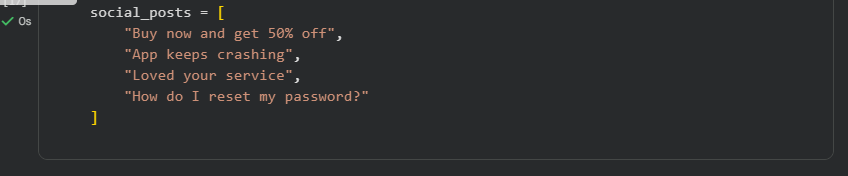 0s
social_posts = [
"Buy now and get 50% off",
"App keeps crashing",
"Loved your service",
"How do I reset my password?"
]